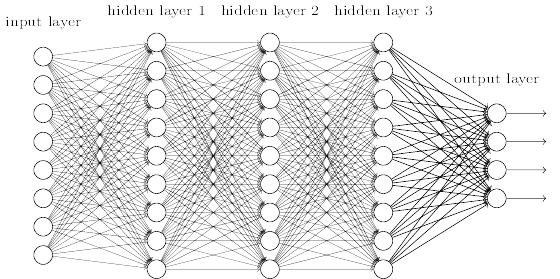 hidden layer 1 hidden layer 2 hidden layer 3
input layer
output layer